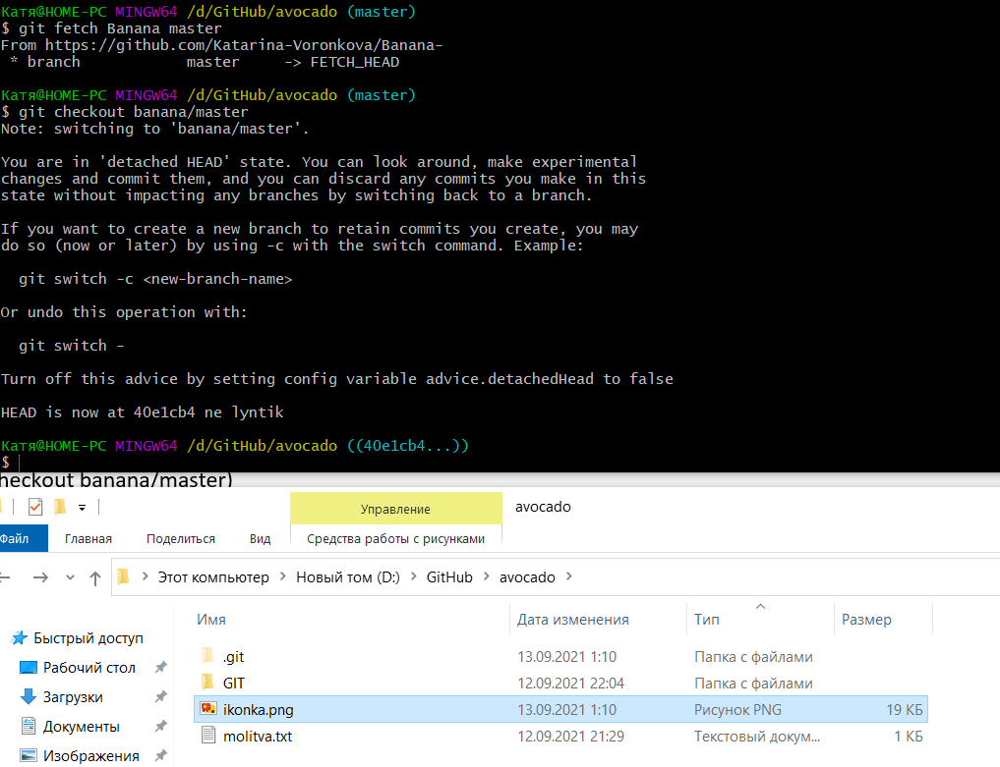 Катя@HOME-PC MINGW64 /d/GitHub/avocado (master)
$ git fetch Banana master
From https://github.com/Katarina-Voronkova/Banana-
 * branch            master     -> FETCH_HEAD
Катя@HOME-PC MINGW64 /d/GitHub/avocado (master)
$ git checkout banana/master
Note: switching to 'banana/master'.
You are in 'detached HEAD' state. You can look around, make experimental
changes and commit them, and you can discard any commits you make in this
state without impacting any branches by switching back to a branch.
If you want to create a new branch to retain commits you create, you may
do so (now or later) by using -c with the switch command. Example:
  git switch -c <new-branch-name>
Or undo this operation with:
  git switch -
Turn off this advice by setting config variable advice.detachedHead to false
HEAD is now at 40e1cb4 ne lyntik
Катя@HOME-PC MINGW64 /d/GitHub/avocado ((40e1cb4...))
$
heckout banana/master)
Управление avocado
Файл Главная Поделиться Вид Средства работы с рисунками
Этот компьютер > Новый том (D:) > GitHub > avocado >
Имя Дата изменения Тип Размер
Быстрый доступ
Рабочий стол
Загрузки
Документы
Изображения
.git 13.09.2021 1:10 Папка с файлами
GIT 12.09.2021 22:04 Папка с файлами
ikonka.png 13.09.2021 1:10 Рисунок PNG 19 КБ
molitva.txt 12.09.2021 21:29 Текстовый докум... 1 КБ